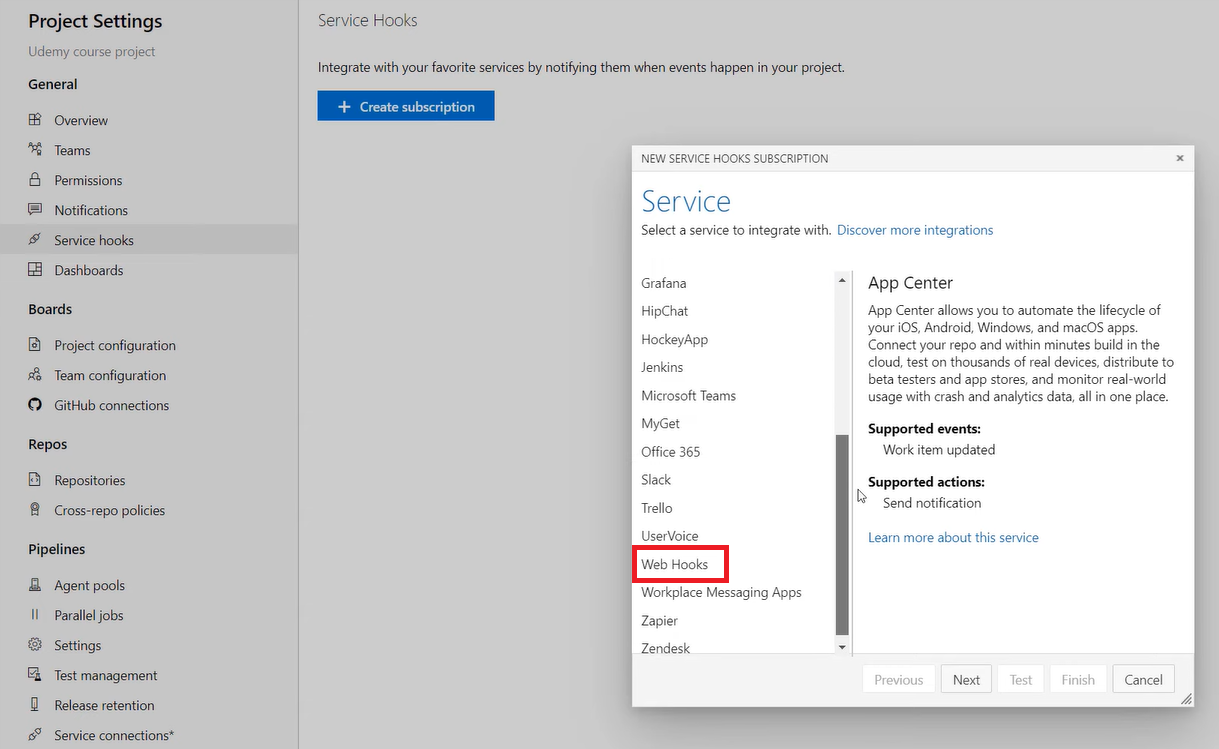 Project Settings
Udemy course project
General
Overview
Teams
Permissions
Notifications
Service hooks
Dashboards
Boards
Project configuration
Team configuration
GitHub connections
Repos
Repositories
Cross-repo policies
Pipelines
Agent pools
Parallel jobs
Settings
Test management
Release retention
Service connections*
Service Hooks
Integrate with your favorite services by notifying them when events happen in your project.
+ Create subscription
NEW SERVICE HOOKS SUBSCRIPTION
×
Service
Select a service to integrate with. Discover more integrations
Grafana
HipChat
HockeyApp
Jenkins
Microsoft Teams
MyGet
Office 365
Slack
Trello
UserVoice
Web Hooks
Workplace Messaging Apps
Zapier
Zendesk
App Center
App Center allows you to automate the lifecycle of
your iOS, Android, Windows, and macOS apps.
Connect your repo and within minutes build in the
cloud, test on thousands of real devices, distribute to
beta testers and app stores, and monitor real-world
usage with crash and analytics data, all in one place.
Supported events:
Work item updated
Supported actions:
Send notification
Learn more about this service
Previous
Next
Test
Finish
Cancel